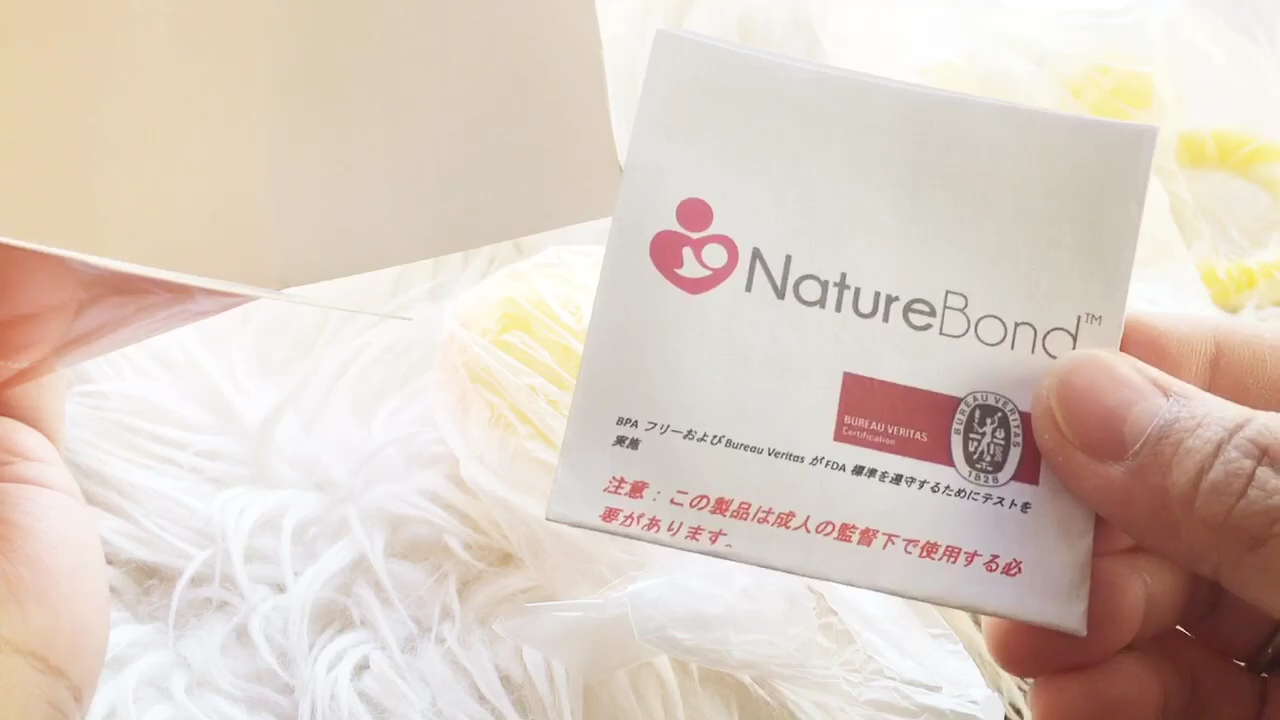 NatureBond™
BUREAU VERITAS
Certification
BUREAU VERITAS
1828
BPA フリーおよび Bureau Veritas が FDA 標準を遵守するためにテストを
実施
注意：この製品は成人の監督下で使用する必
要があります。